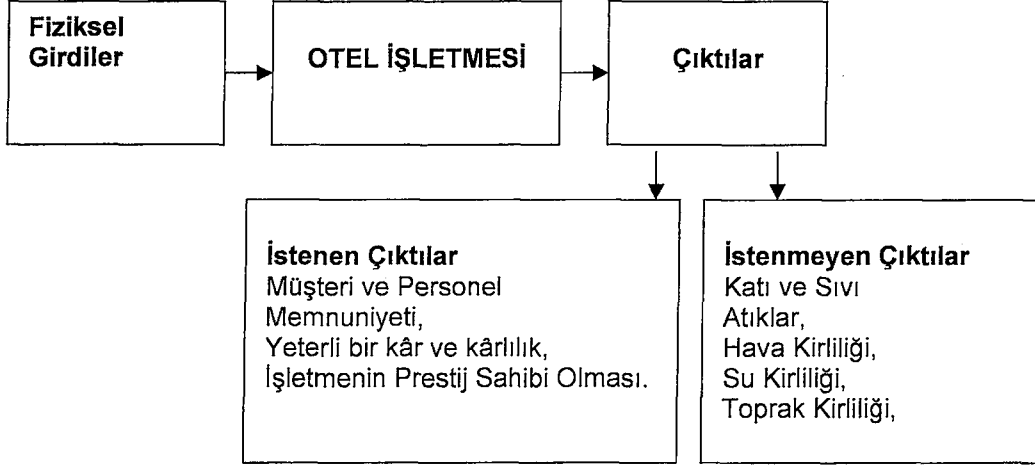 Fiziksel
Girdiler
OTEL İŞLETMESİ
Çıktılar
İstenen Çıktılar
Müşteri ve Personel
Memnuniyeti,
Yeterli bir kâr ve kârlılık,
İşletmenin Prestij Sahibi Olması.
İstenmeyen Çıktılar
Katı ve Sıvı
Atıklar,
Hava Kirliliği,
Su Kirliliği,
Toprak Kirliliği,